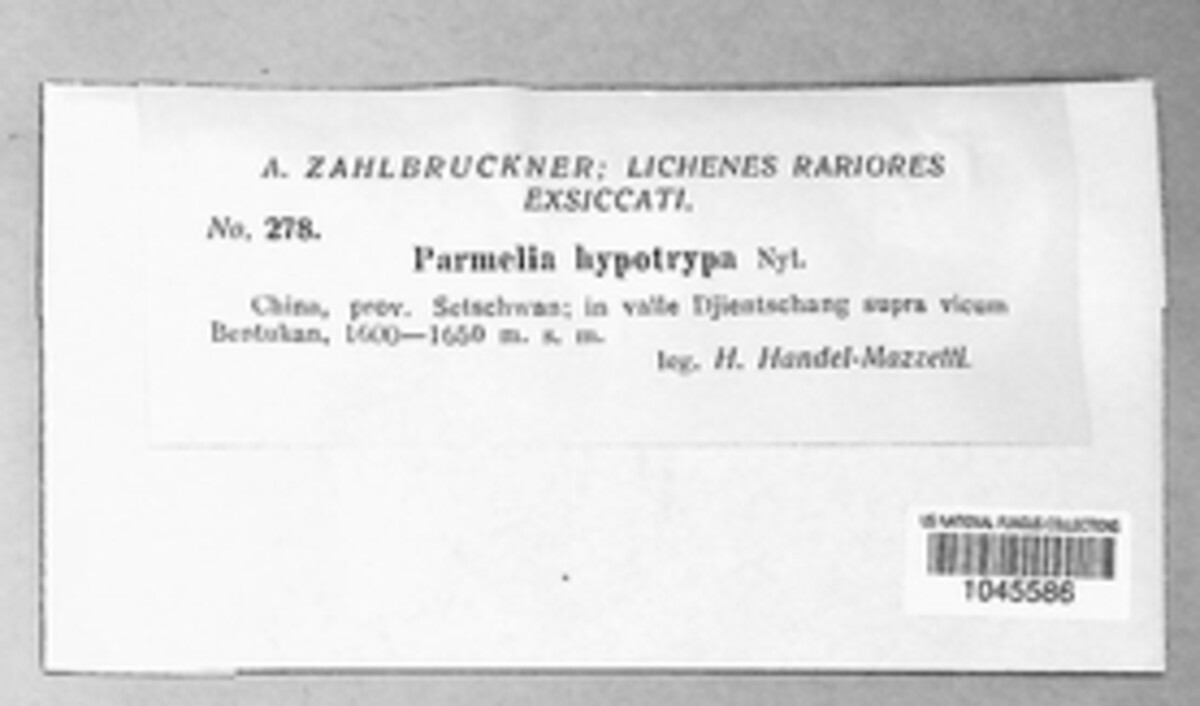 A. ZAHLBRUCKNER; LICHENES RARIORES
EXSICCATI.
No. 278.
Parmelia hypotrypa Nyl.
China, prov. Setschwan; in valle Djientschang supra vicum
Bentukan, 1600—1650 m. s. m.
leg. H. Handel-Mazzetti.
US NATIONAL FUNGUS COLLECTIONS
1045586